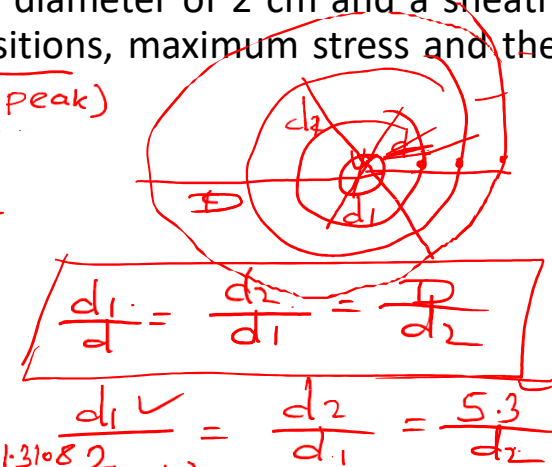 diameter of 2 cm and a sheath
sitions, maximum stress and the
peak)
d2
d
D
d1
d1/d = d2/d1 = D/d2
d1 ✓/2 = d2/d1 = 5.3/d2
1.3108